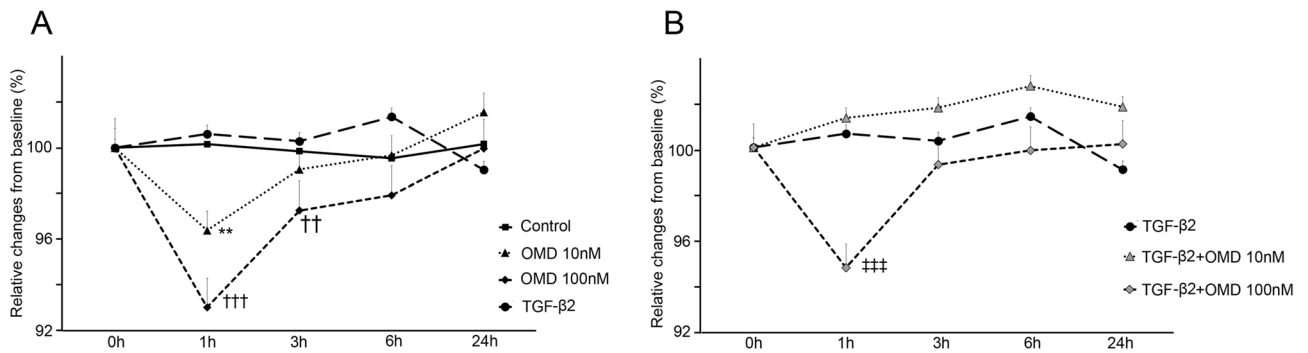 A
Relative changes from baseline (%)
100
96
92
0h 1h 3h 6h 24h
**
†††
††
Control
OMD 10nM
OMD 100nM
TGF-β2
B
Relative changes from baseline (%)
100
96
92
0h 1h 3h 6h 24h
‡‡‡
TGF-β2
TGF-β2+OMD 10nM
TGF-β2+OMD 100nM